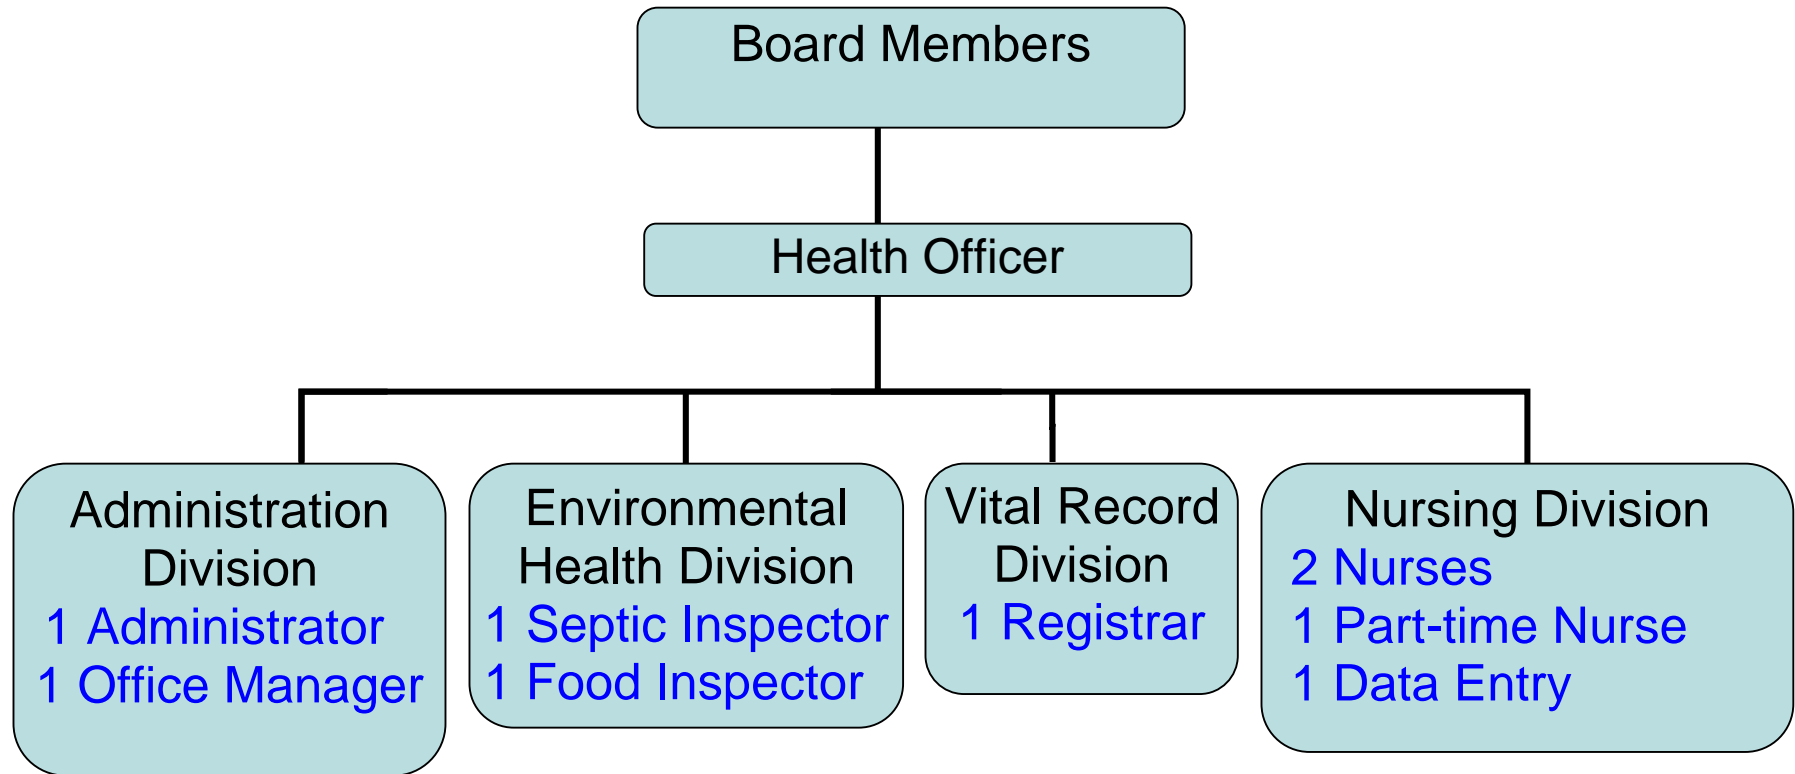 Board Members
Health Officer
Administration
Division
1 Administrator
1 Office Manager
Environmental
Health Division
1 Septic Inspector
1 Food Inspector
Vital Record
Division
1 Registrar
Nursing Division
2 Nurses
1 Part-time Nurse
1 Data Entry